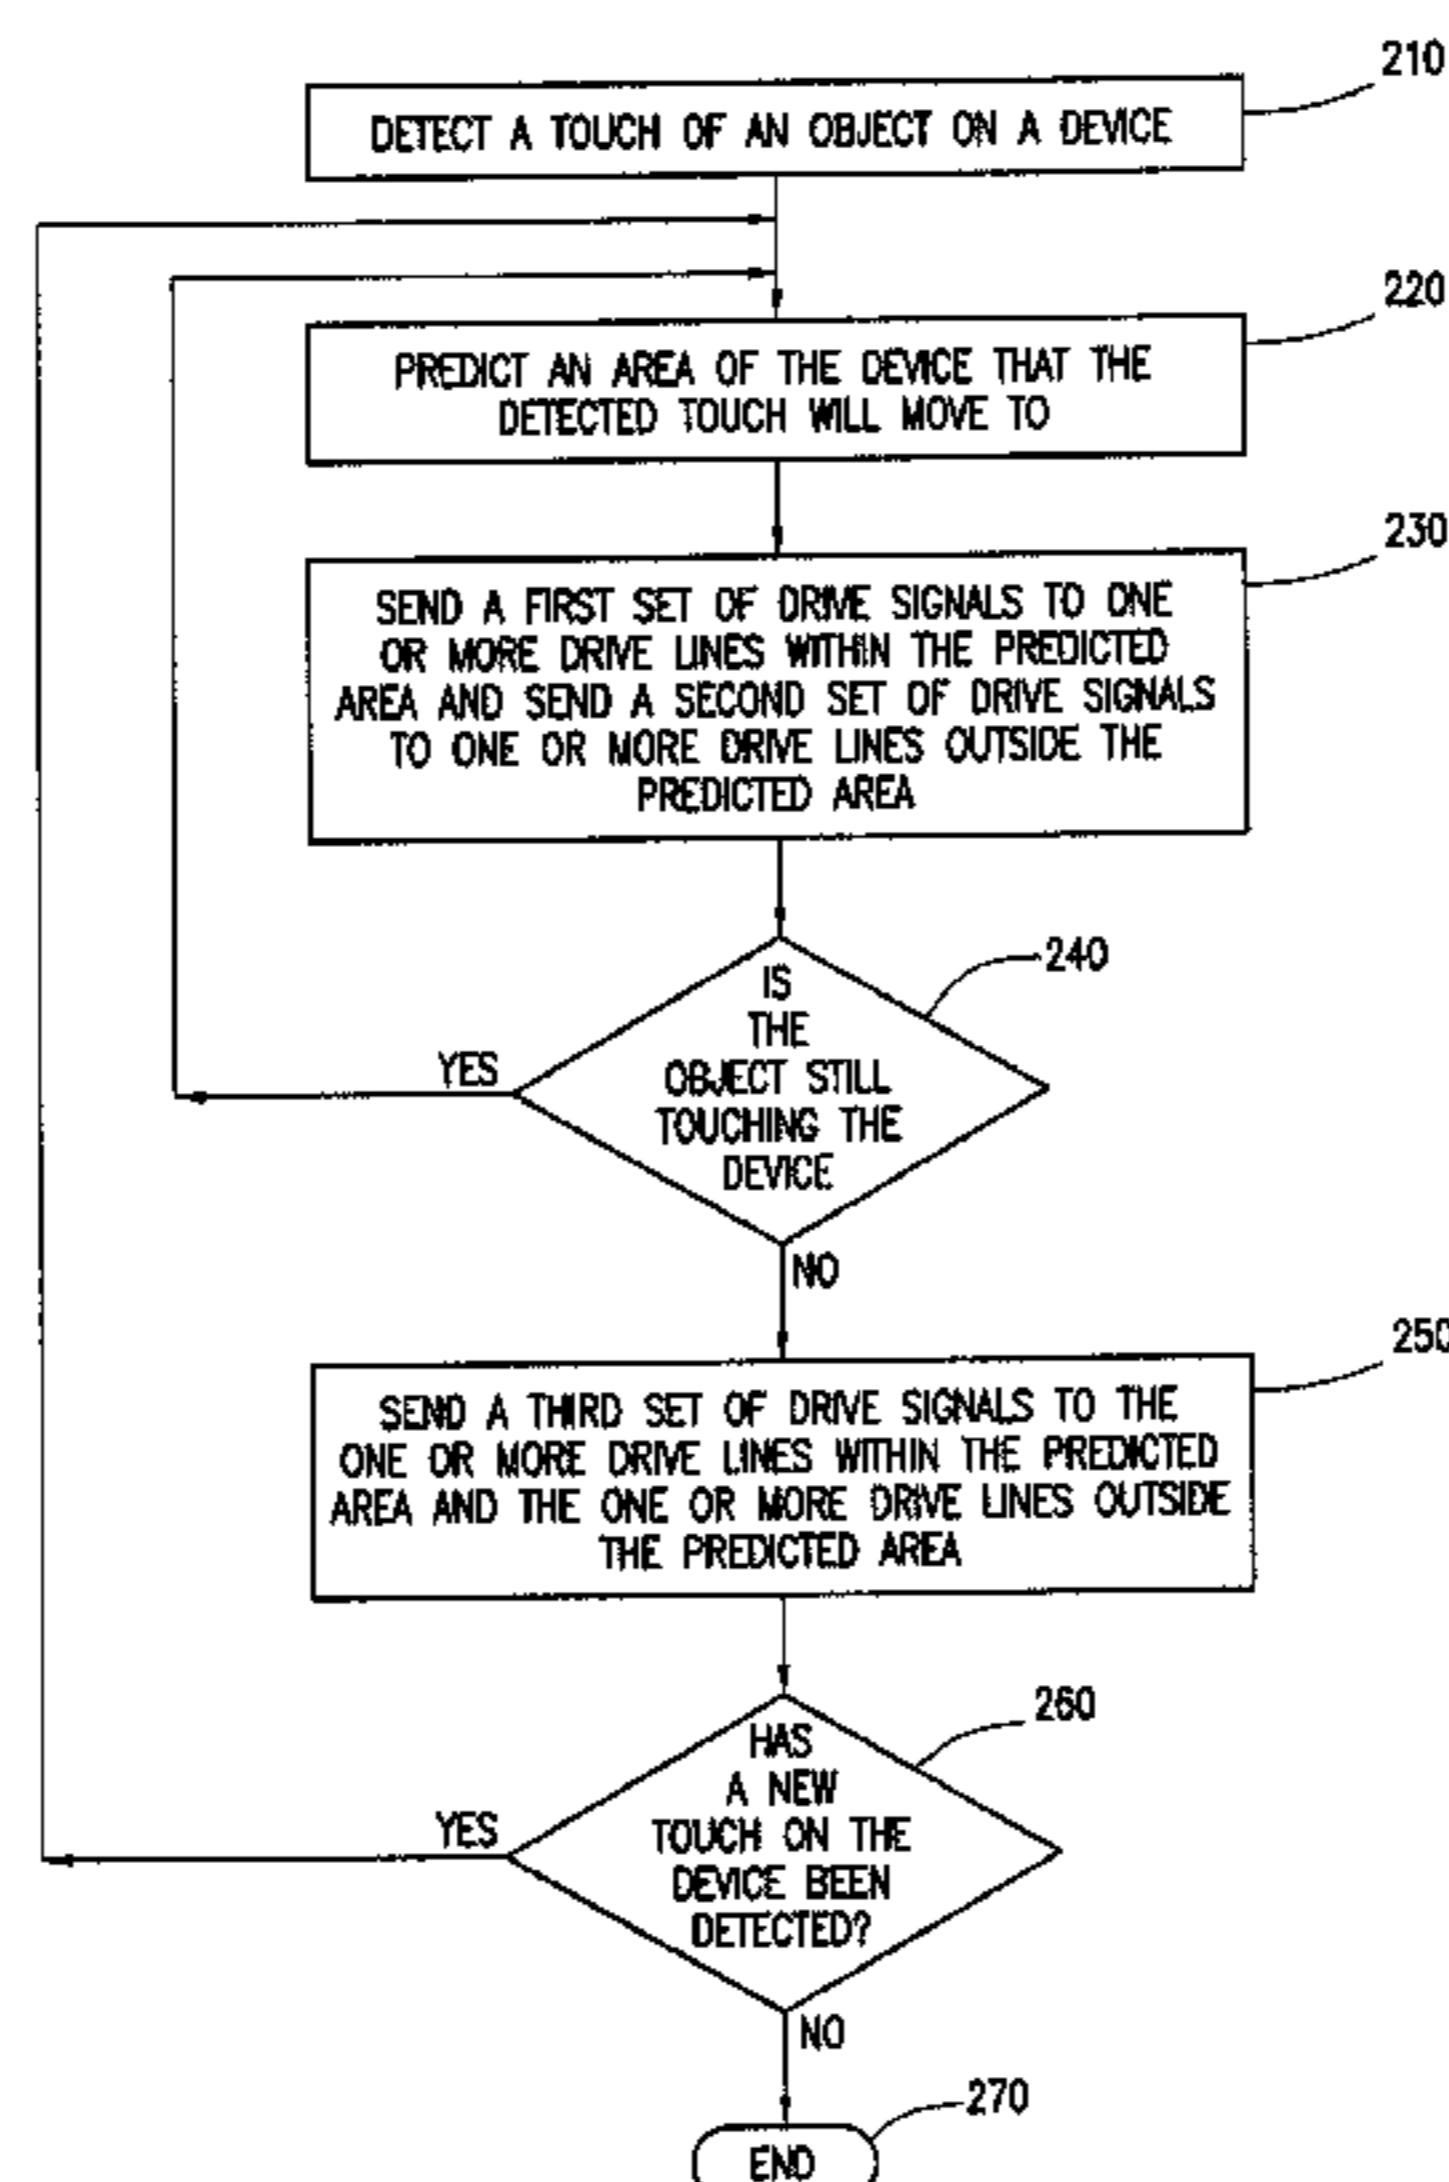 210
DETECT A TOUCH OF AN OBJECT ON A DEVICE
220
PREDICT AN AREA OF THE DEVICE THAT THE
DETECTED TOUCH WILL MOVE TO
230
SEND A FIRST SET OF DRIVE SIGNALS TO ONE
OR MORE DRIVE LINES WITHIN THE PREDICTED
AREA AND SEND A SECOND SET OF DRIVE SIGNALS
TO ONE OR MORE DRIVE LINES OUTSIDE THE
PREDICTED AREA
240
IS
THE
OBJECT STILL
TOUCHING THE
DEVICE
YES
NO
250
SEND A THIRD SET OF DRIVE SIGNALS TO THE
ONE OR MORE DRIVE LINES WITHIN THE PREDICTED
AREA AND THE ONE OR MORE DRIVE LINES OUTSIDE
THE PREDICTED AREA
260
HAS
A NEW
TOUCH ON THE
DEVICE BEEN
DETECTED?
YES
NO
270
END